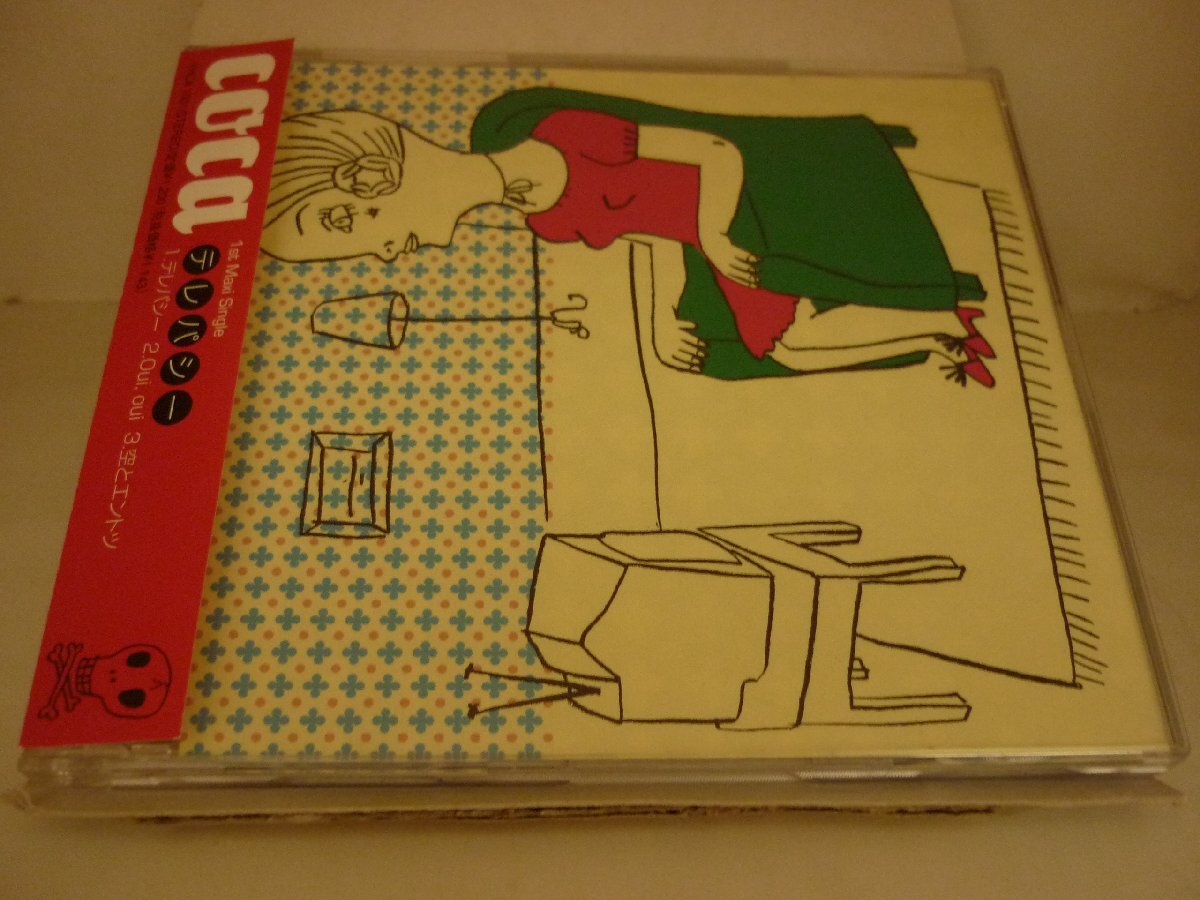 coca
1st Maxi Single
テレパシー
1.テレパシー 2.Oui, oui 3.空とエントツ